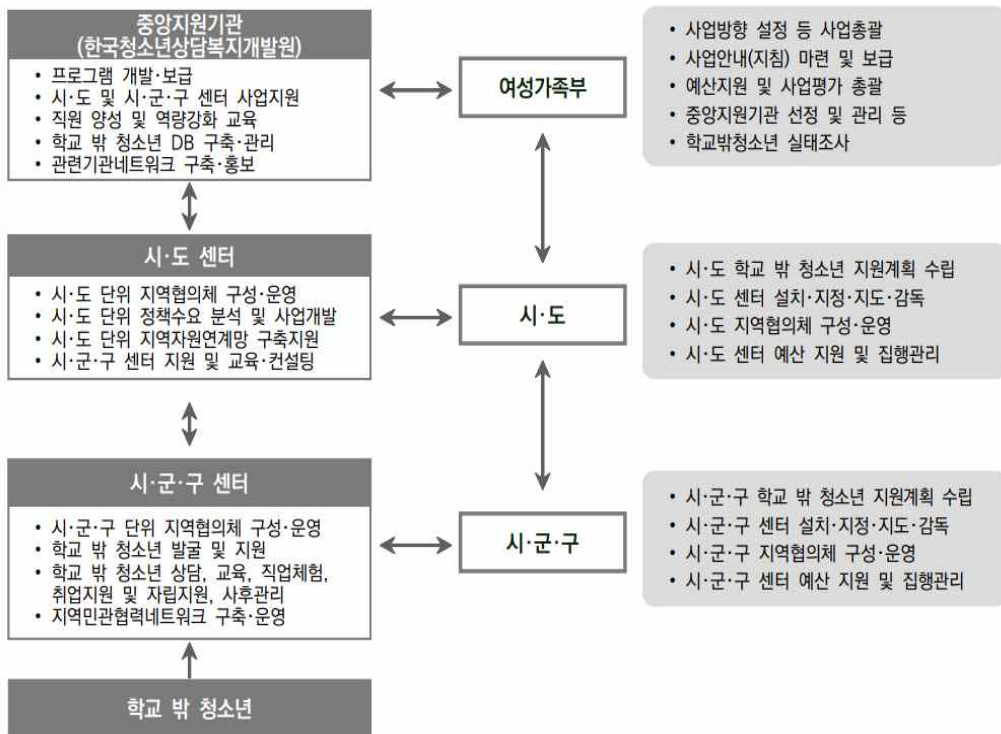 중앙지원기관
(한국청소년상담복지개발원)
• 프로그램 개발·보급
• 시·도 및 시·군·구 센터 사업지원
• 직원 양성 및 역량강화 교육
• 학교 밖 청소년 DB 구축·관리
• 관련기관네트워크 구축·홍보
여성가족부
• 사업방향 설정 등 사업총괄
• 사업안내(지침) 마련 및 보급
• 예산지원 및 사업평가 총괄
• 중앙지원기관 선정 및 관리 등
• 학교밖청소년 실태조사
시·도 센터
• 시·도 단위 지역협의체 구성·운영
• 시·도 단위 정책수요 분석 및 사업개발
• 시·도 단위 지역자원연계망 구축지원
• 시·군·구 센터 지원 및 교육·컨설팅
시·도
• 시·도 학교 밖 청소년 지원계획 수립
• 시·도 센터 설치·지정·지도·감독
• 시·도 지역협의체 구성·운영
• 시·도 센터 예산 지원 및 집행관리
시·군·구 센터
• 시·군·구 단위 지역협의체 구성·운영
• 학교 밖 청소년 발굴 및 지원
• 학교 밖 청소년 상담, 교육, 직업체험,
취업지원 및 자립지원, 사후관리
• 지역민관협력네트워크 구축·운영
시·군·구
• 시·군·구 학교 밖 청소년 지원계획 수립
• 시·군·구 센터 설치·지정·지도·감독
• 시·군·구 지역협의체 구성·운영
• 시·군·구 센터 예산 지원 및 집행관리
학교 밖 청소년